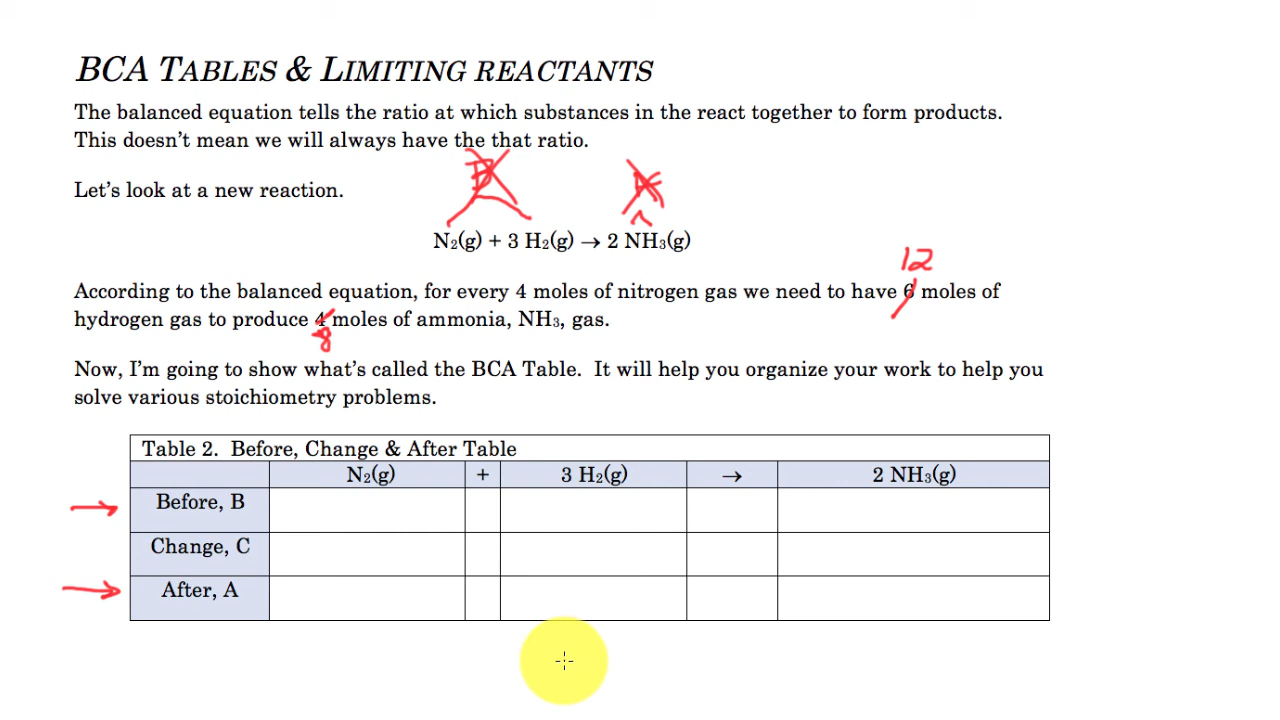 BCA TABLES & LIMITING REACTANTS
The balanced equation tells the ratio at which substances in the react together to form products.
This doesn't mean we will always have the that ratio.
B A
Let's look at a new reaction.
N₂(g) + 3 H₂(g) → 2 NH₃(g)
12
According to the balanced equation, for every 4 moles of nitrogen gas we need to have 6 moles of
hydrogen gas to produce 4 moles of ammonia, NH₃, gas.
8
Now, I'm going to show what's called the BCA Table. It will help you organize your work to help you
solve various stoichiometry problems.
Table 2. Before, Change & After Table
N₂(g) + 3 H₂(g) → 2 NH₃(g)
Before, B
Change, C
After, A